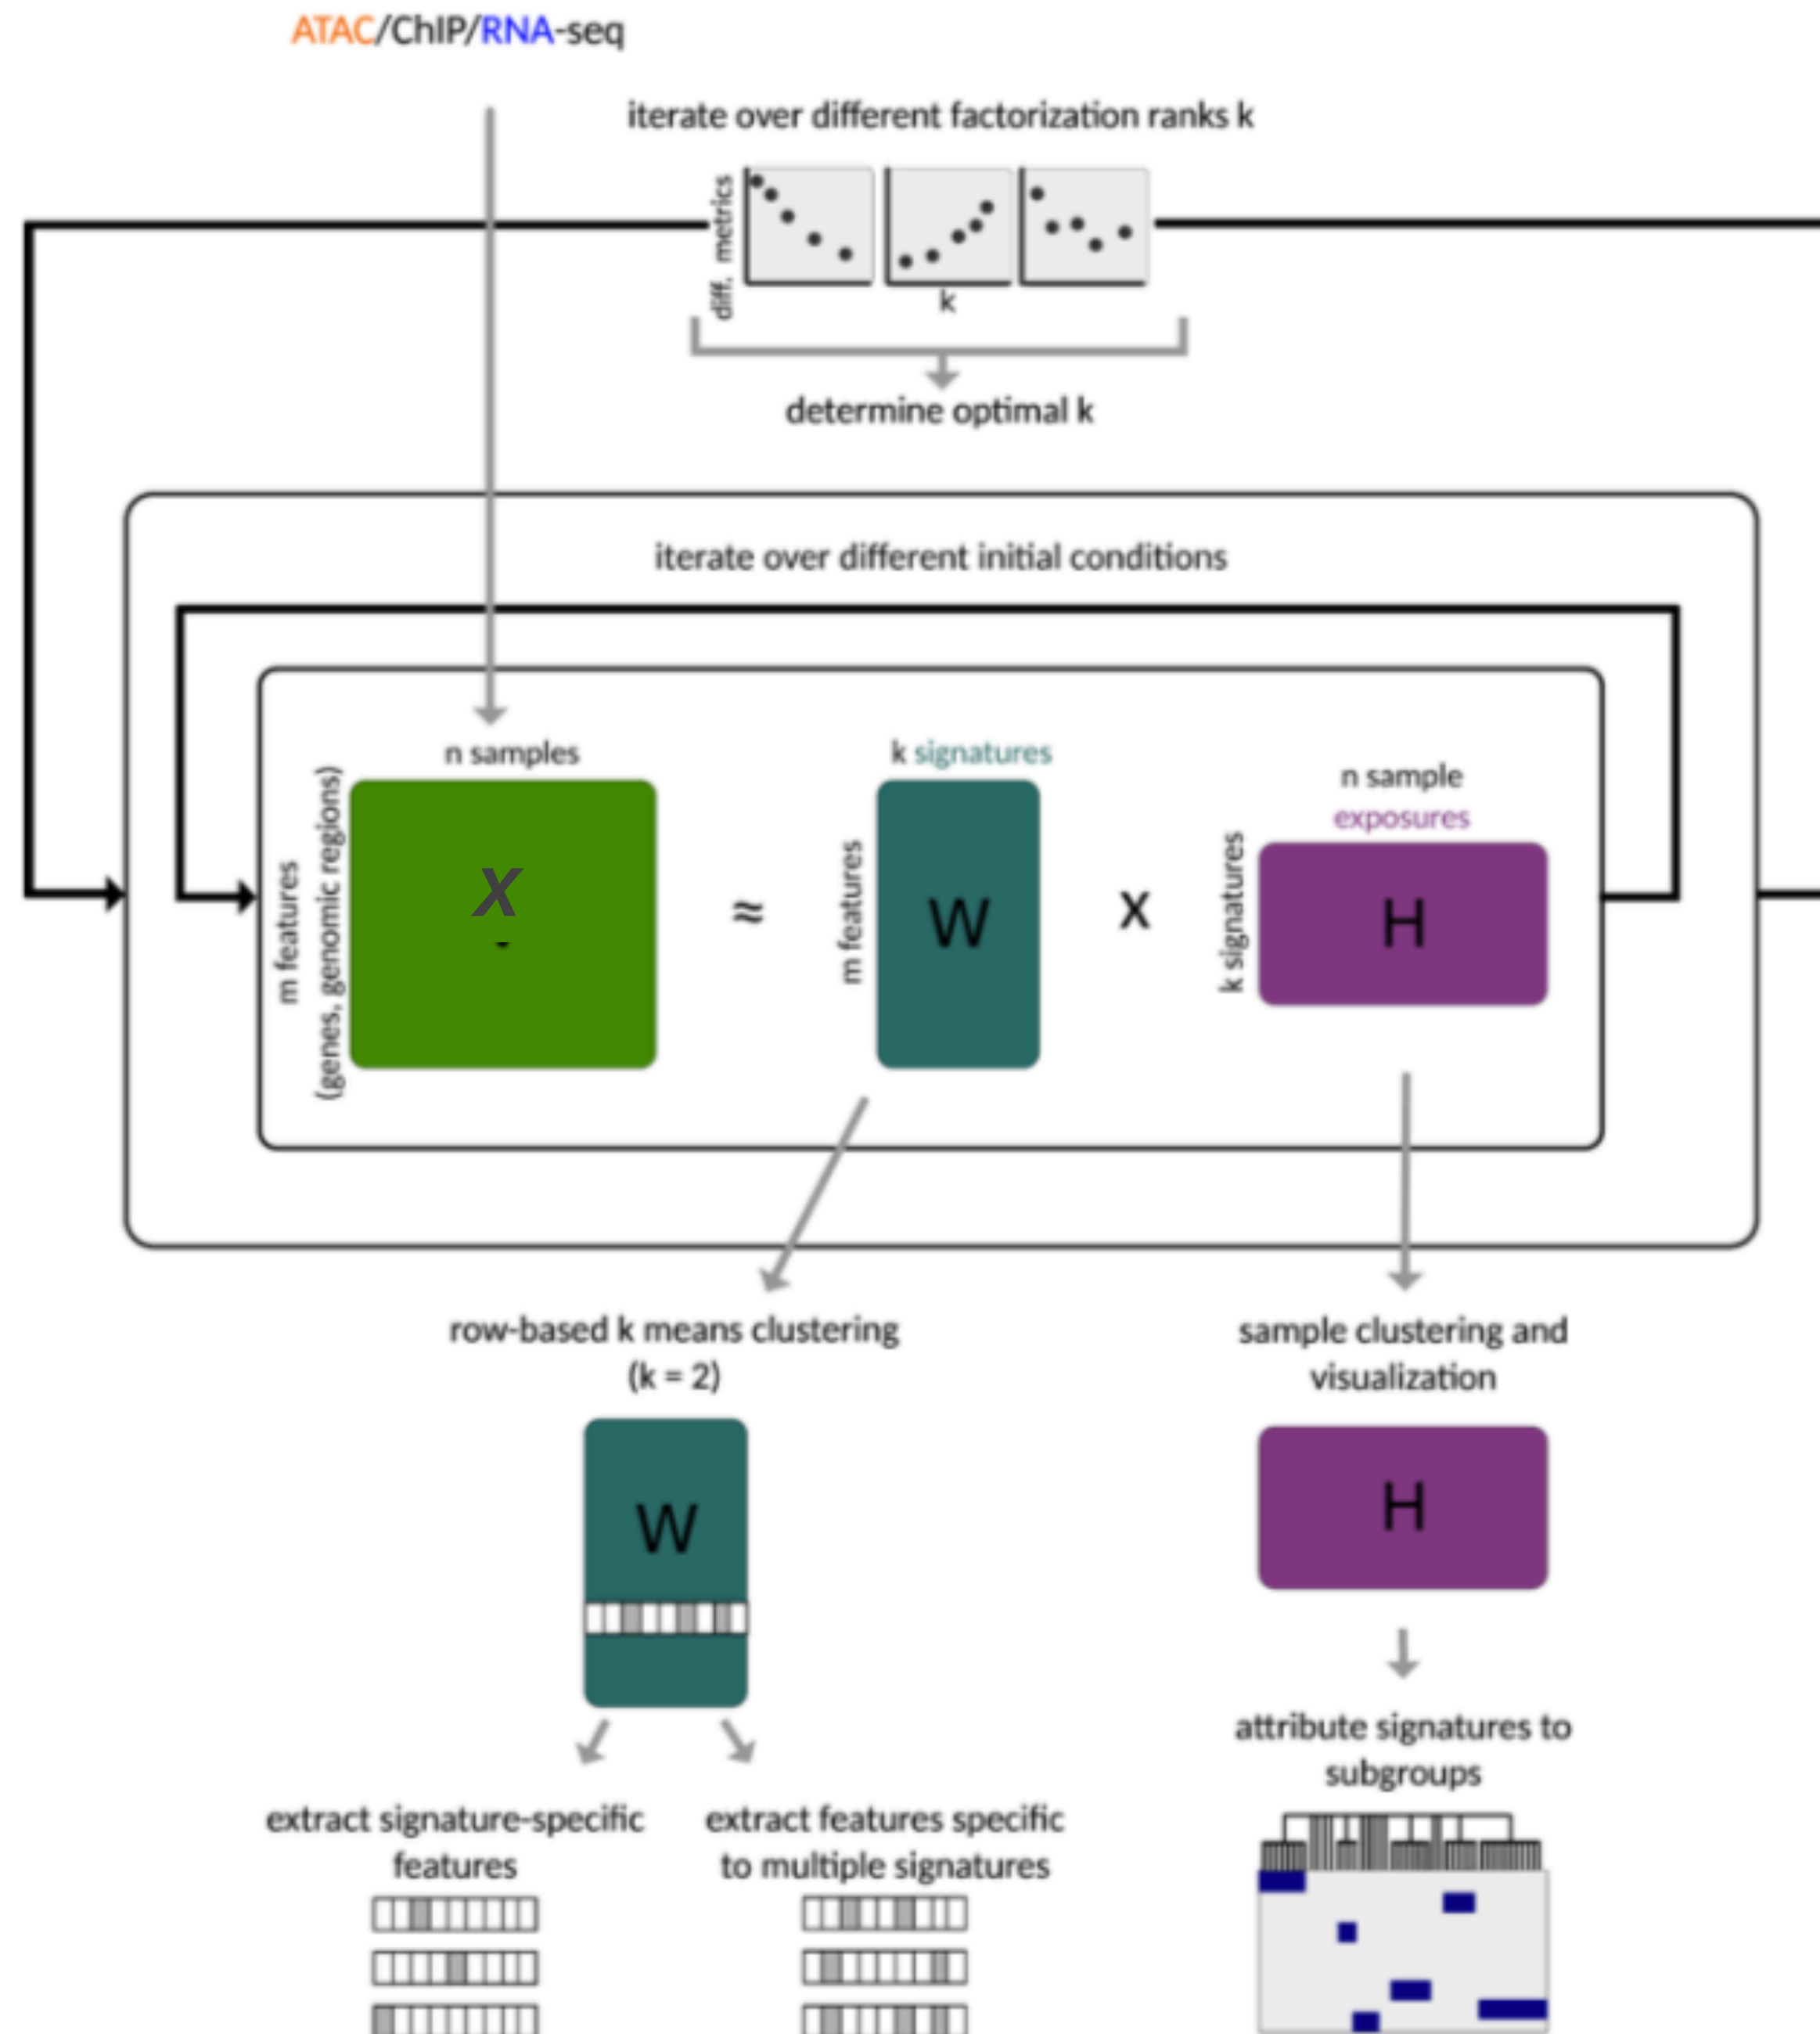 ATAC/ChIP/RNA-seq
iterate over different factorization ranks k
diff. metrics
k
determine optimal k
iterate over different initial conditions
n samples
m features
(genes, genomic regions)
X
≈
k signatures
m features
W
X
n sample
exposures
k signatures
H
row-based k means clustering
(k = 2)
W
extract signature-specific
features
extract features specific
to multiple signatures
sample clustering and
visualization
H
attribute signatures to
subgroups